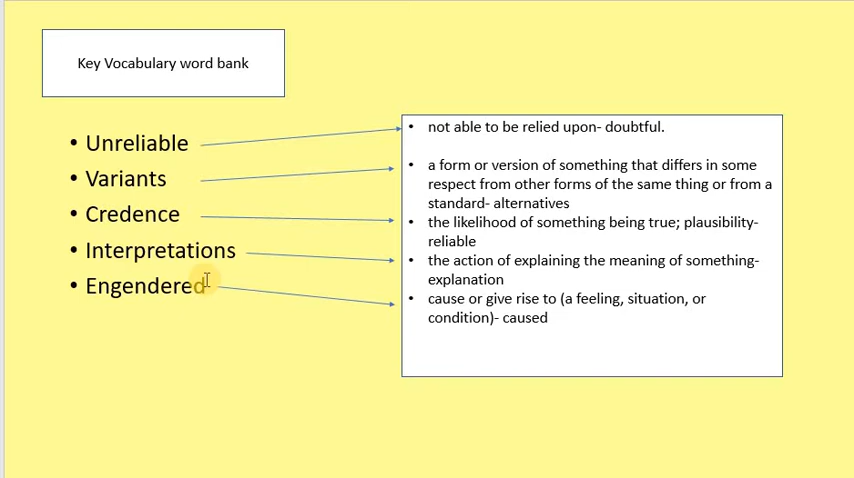 Key Vocabulary word bank
• Unreliable
• Variants
• Credence
• Interpretations
• Engendered
• not able to be relied upon- doubtful.
• a form or version of something that differs in some
respect from other forms of the same thing or from a
standard- alternatives
• the likelihood of something being true; plausibility-
reliable
• the action of explaining the meaning of something-
explanation
• cause or give rise to (a feeling, situation, or
condition)- caused